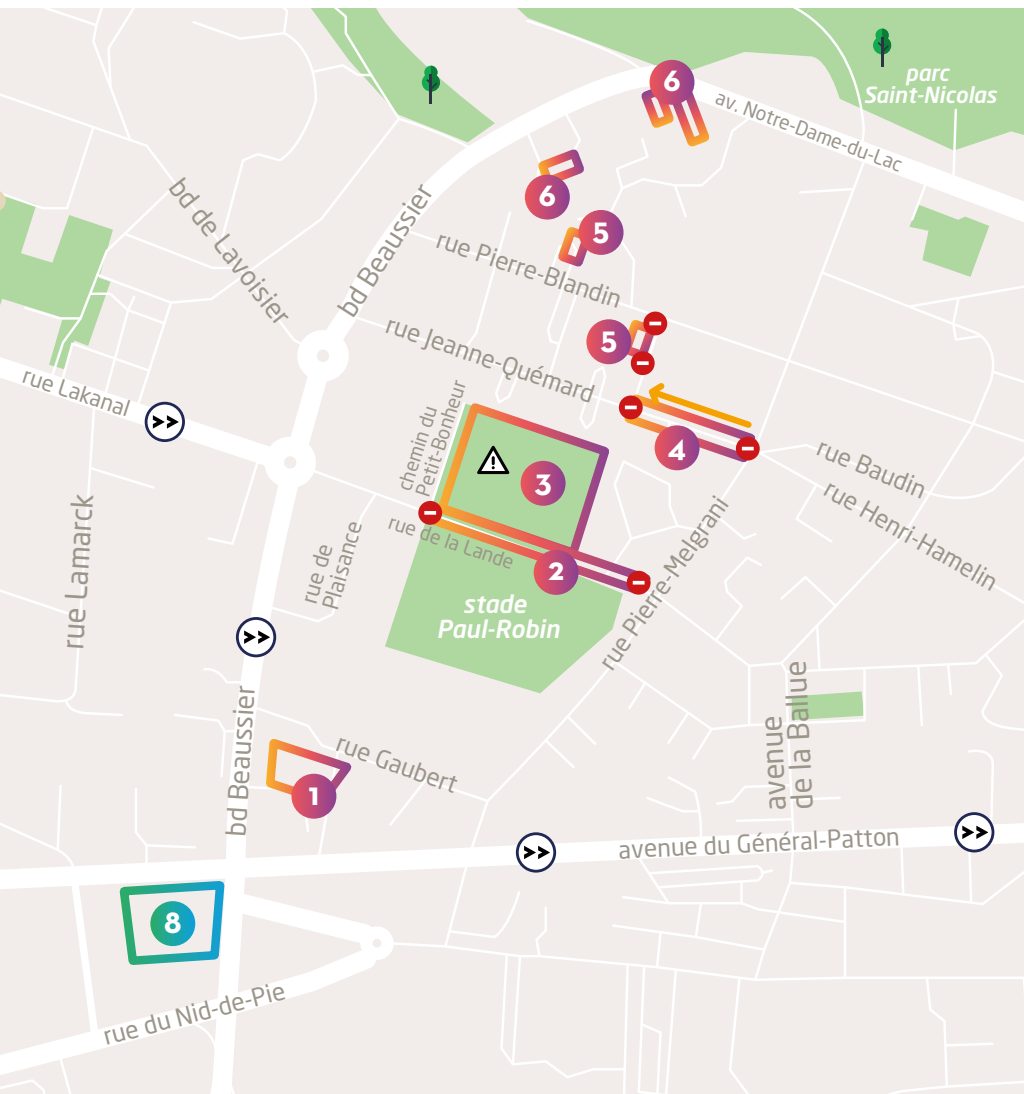 6
parc
Saint-Nicolas
av. Notre-Dame-du-Lac
6
5
bd de Lavoisier
bd Beaussier
rue Pierre-Blandin
5
rue Jeanne-Quémard
rue Lakanal
chemin du
Petit-Bonheur
4
rue Baudin
rue Henri-Hamelin
3
rue Lamarck
rue de la Lande
2
rue de
Plaisance
rue Pierre-Melgrani
stade
Paul-Robin
avenue
de la Ballue
bd Beaussier
rue Gaubert
1
avenue du Général-Patton
8
rue du Nid-de-Pie